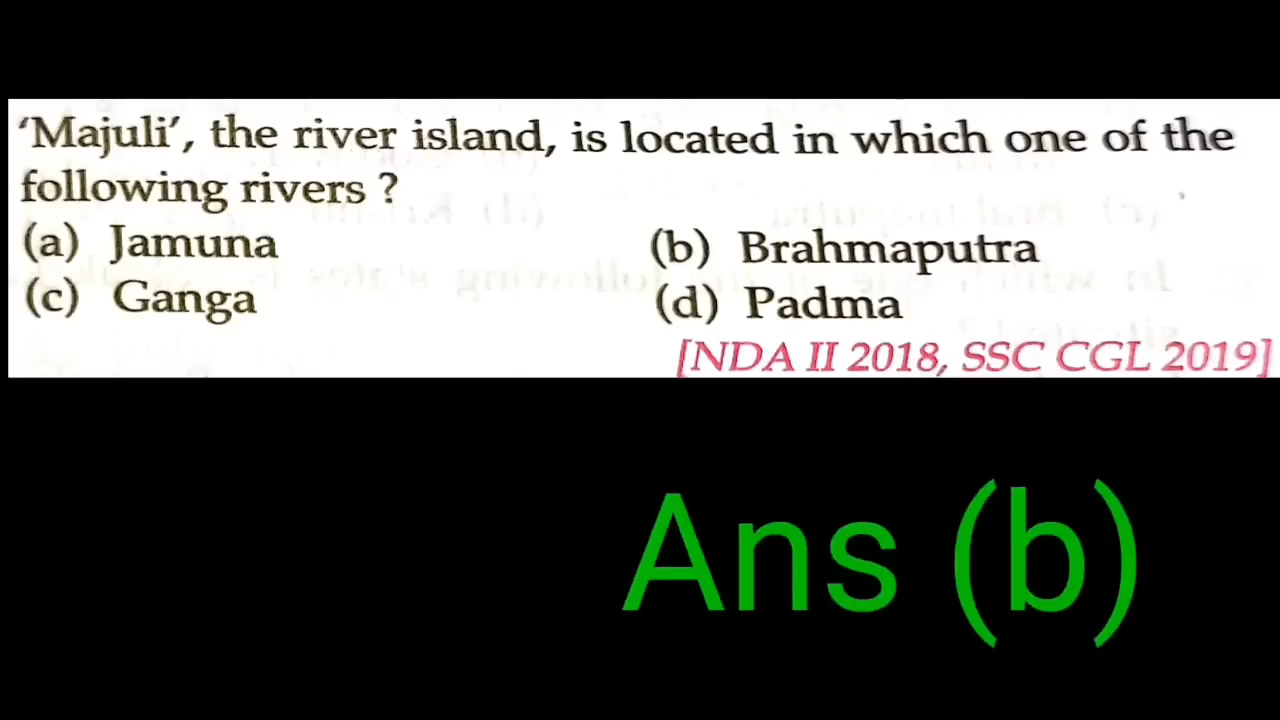 ‘Majuli’, the river island, is located in which one of the
following rivers ?
(a) Jamuna (b) Brahmaputra
(c) Ganga (d) Padma
[NDA II 2018, SSC CGL 2019]
Ans (b)